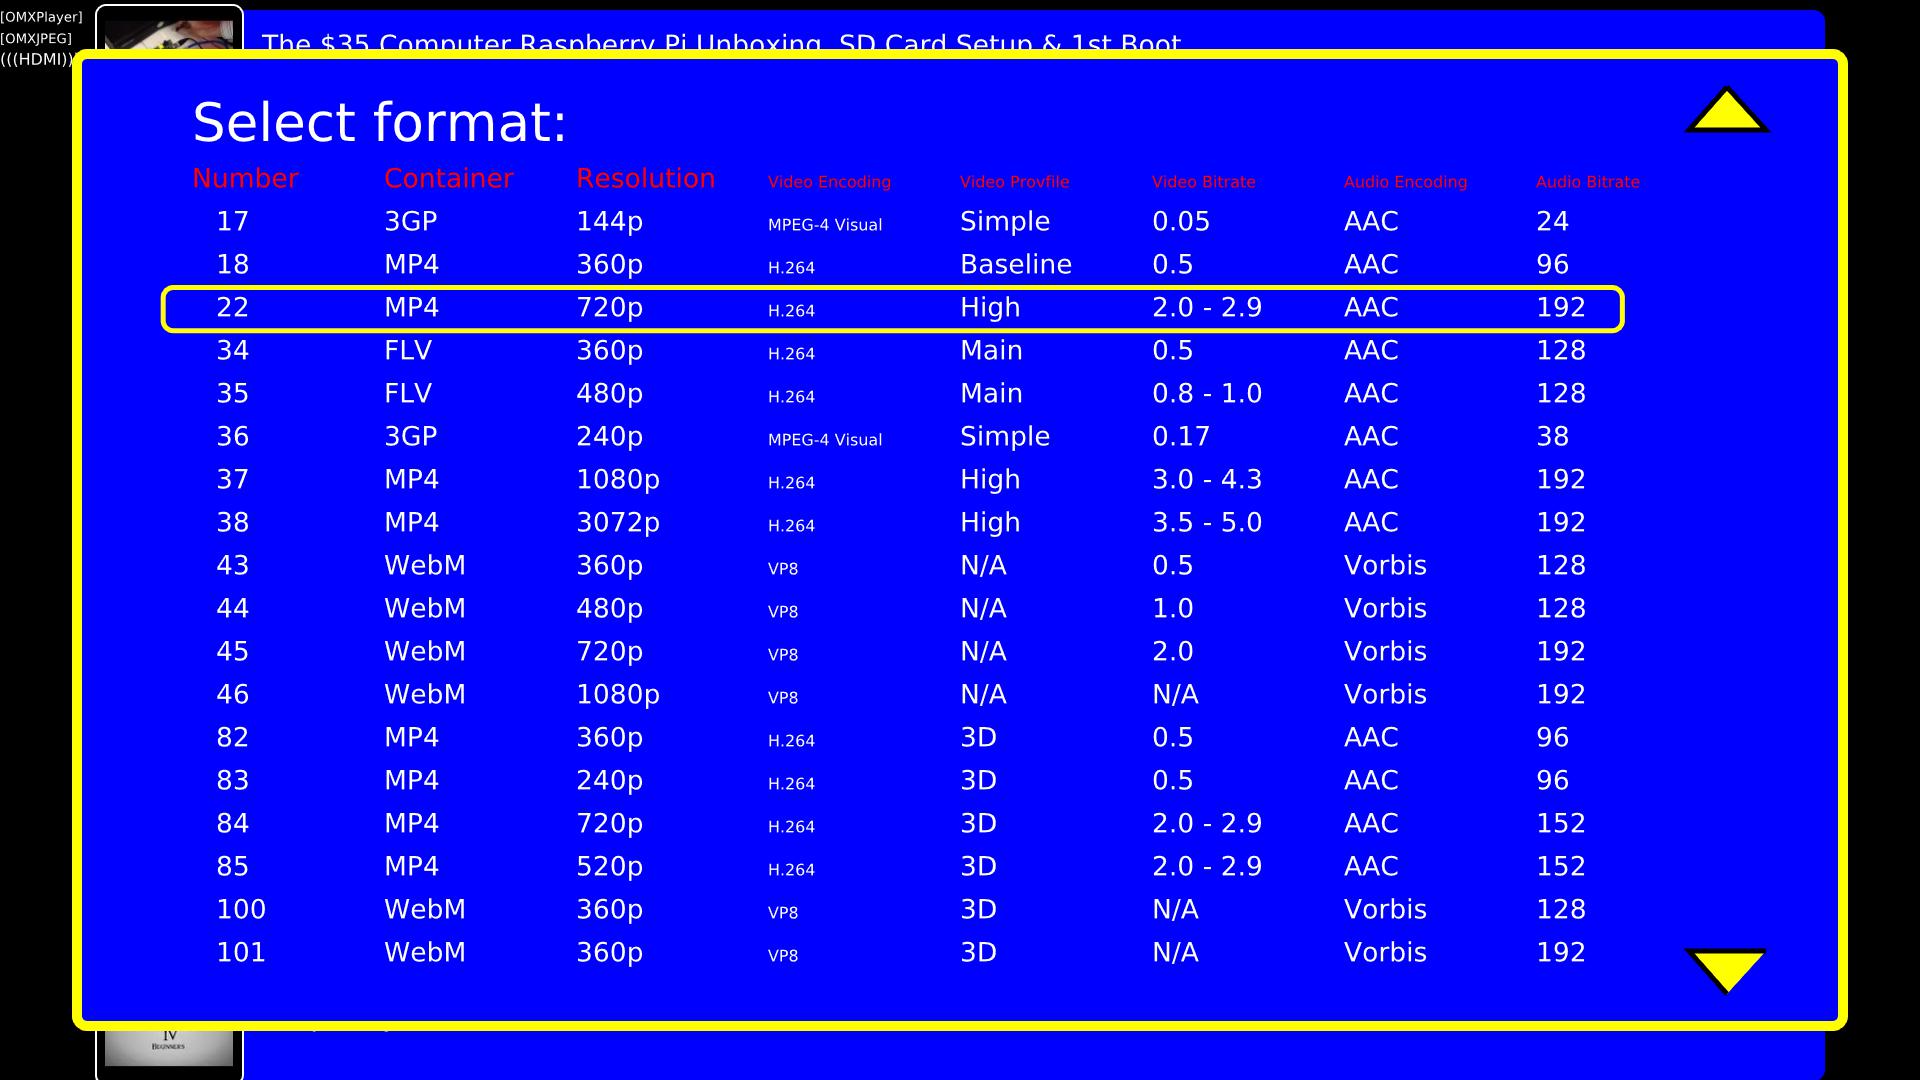 [OMXPlayer]
[OMXJPEG]
(((HDMI))
The $35 Computer Raspberry Pi Unboxing, SD Card Setup & 1st Boot
Select format:
Number Container Resolution Video Encoding Video Provfile Video Bitrate Audio Encoding Audio Bitrate
17 3GP 144p MPEG-4 Visual Simple 0.05 AAC 24
18 MP4 360p H.264 Baseline 0.5 AAC 96
22 MP4 720p H.264 High 2.0 - 2.9 AAC 192
34 FLV 360p H.264 Main 0.5 AAC 128
35 FLV 480p H.264 Main 0.8 - 1.0 AAC 128
36 3GP 240p MPEG-4 Visual Simple 0.17 AAC 38
37 MP4 1080p H.264 High 3.0 - 4.3 AAC 192
38 MP4 3072p H.264 High 3.5 - 5.0 AAC 192
43 WebM 360p VP8 N/A 0.5 Vorbis 128
44 WebM 480p VP8 N/A 1.0 Vorbis 128
45 WebM 720p VP8 N/A 2.0 Vorbis 192
46 WebM 1080p VP8 N/A N/A Vorbis 192
82 MP4 360p H.264 3D 0.5 AAC 96
83 MP4 240p H.264 3D 0.5 AAC 96
84 MP4 720p H.264 3D 2.0 - 2.9 AAC 152
85 MP4 520p H.264 3D 2.0 - 2.9 AAC 152
100 WebM 360p VP8 3D N/A Vorbis 128
101 WebM 360p VP8 3D N/A Vorbis 192
IV
BEGINNERS